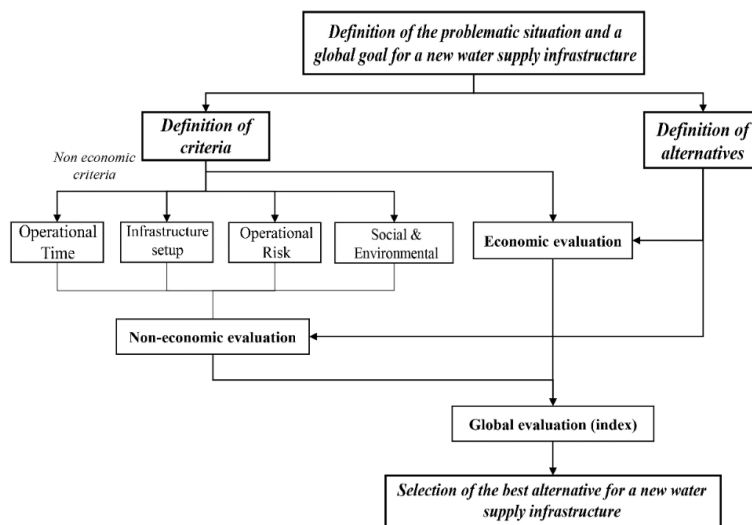 Definition of the problematic situation and a
global goal for a new water supply infrastructure
Definition of
criteria
Definition of
alternatives
Non economic
criteria
Operational
Time
Infrastructure
setup
Operational
Risk
Social &
Environmental
Economic evaluation
Non-economic evaluation
Global evaluation (index)
Selection of the best alternative for a new water
supply infrastructure